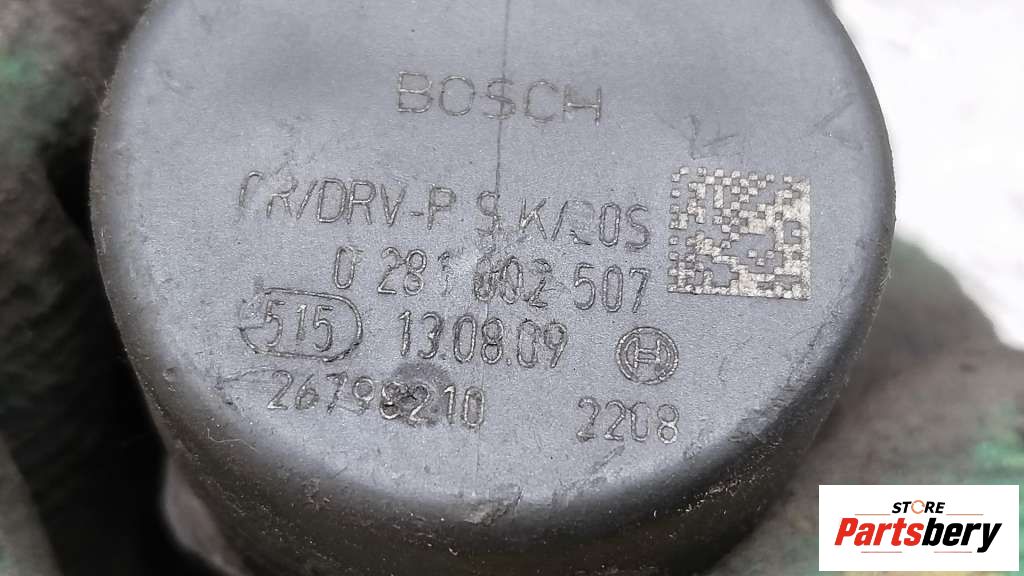 BOSCH
CR/DRV-P S K/20S
0 281 002 507
515 13.08.09
26798210 2208
STORE
Partsbery